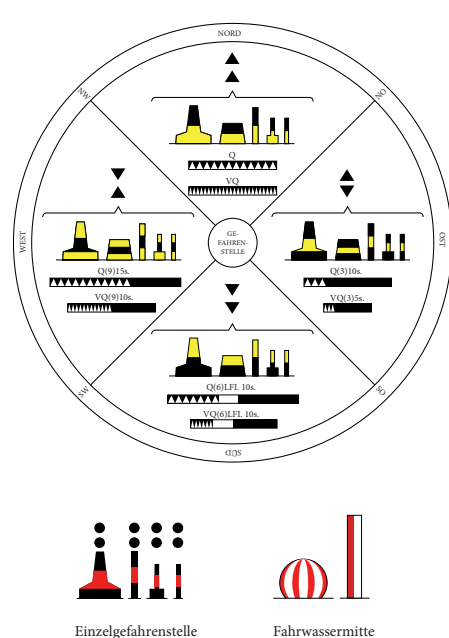 NORD
NW
NO
Q
VQ
WEST
GE-
FAHREN-
STELLE
OST
Q(9)15s.
VQ(9)10s.
Q(3)10s.
VQ(3)5s.
Q(6)LFL. 10s.
VQ(6)LFL. 10s.
SW
SO
SÜD
Einzelgefahrenstelle
Fahrwassermitte